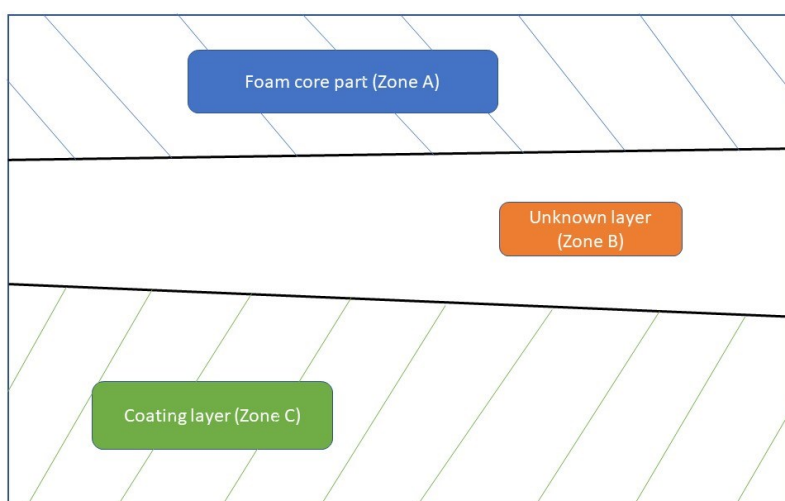 Foam core part (Zone A)
Unknown layer
(Zone B)
Coating layer (Zone C)